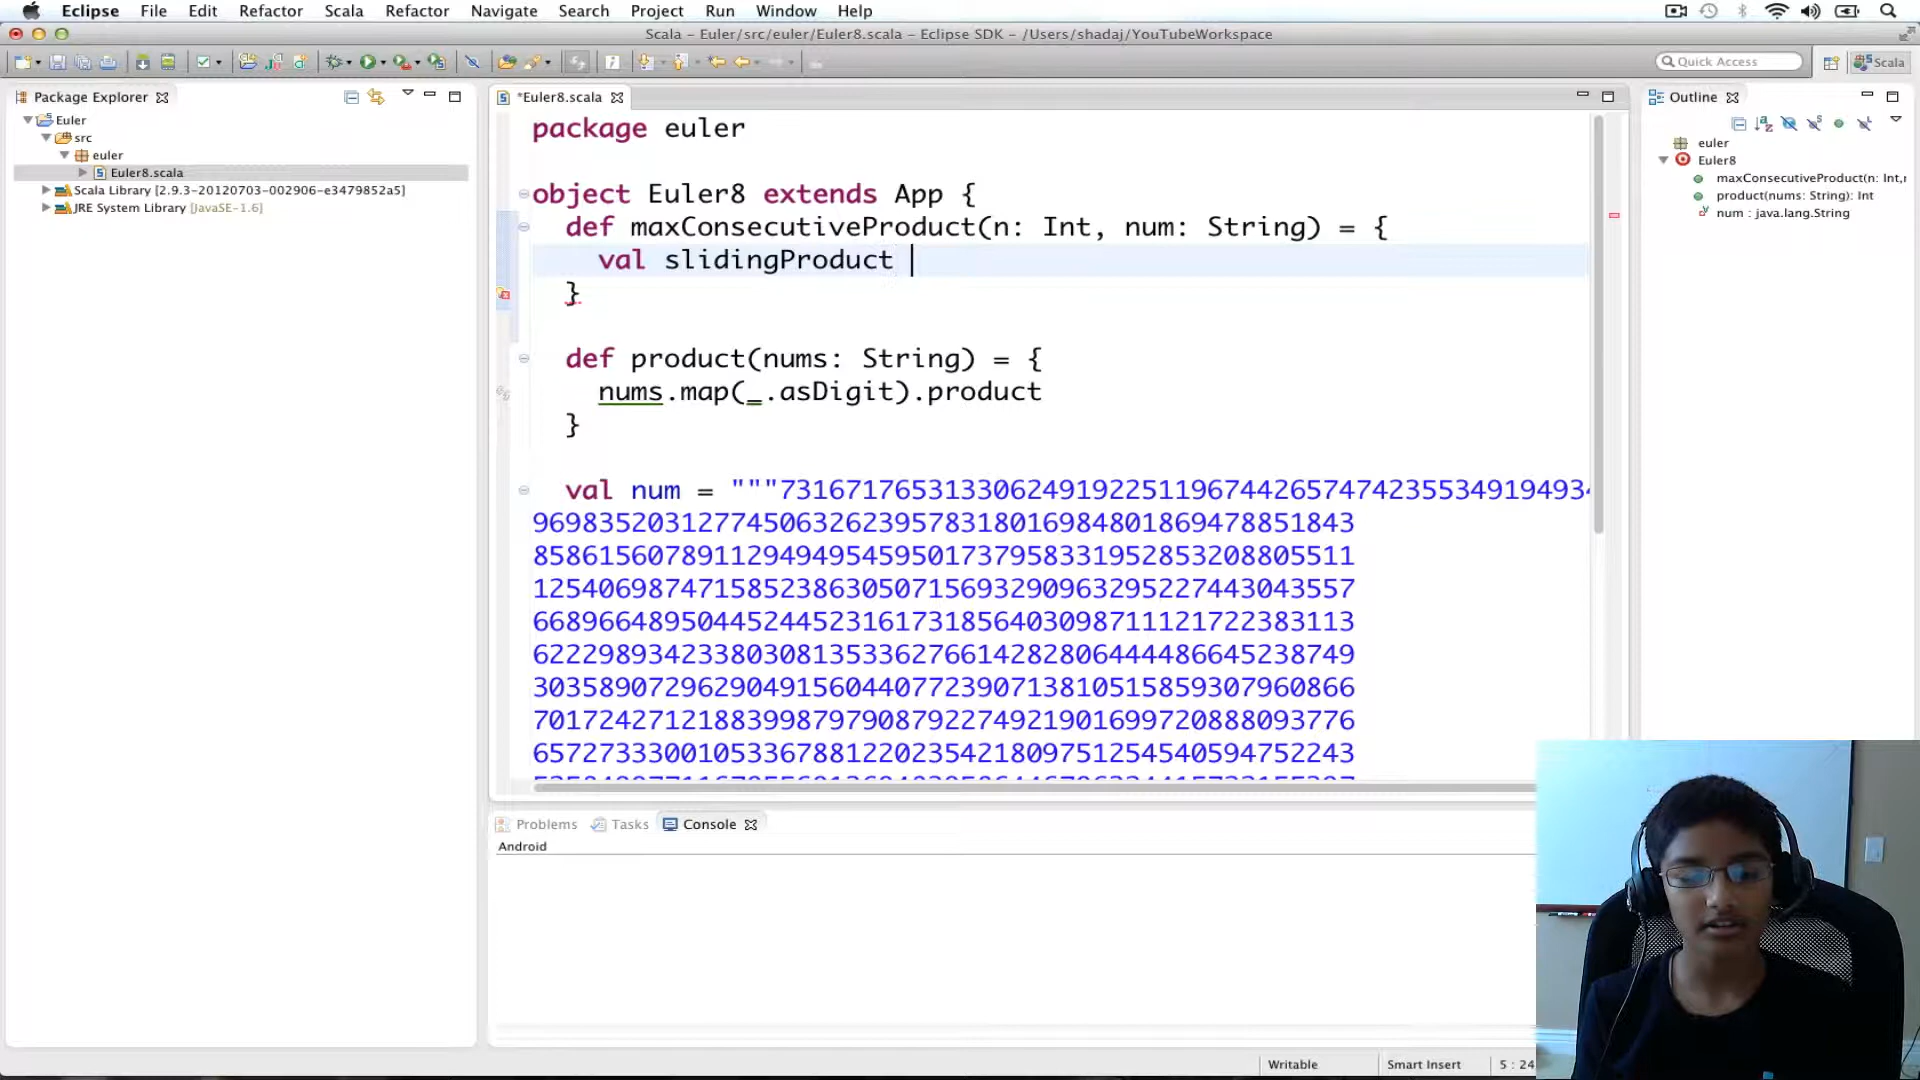 Eclipse File Edit Refactor Scala Refactor Navigate Search Project Run Window Help
Scala - Euler/src/euler/Euler8.scala - Eclipse SDK - /Users/shadaj/YouTubeWorkspace
Quick Access
Scala
Package Explorer
Euler
src
euler
Euler8.scala
Scala Library [2.9.3-20120703-002906-e3479852a5]
JRE System Library [JavaSE-1.6]
*Euler8.scala
package euler
object Euler8 extends App {
def maxConsecutiveProduct(n: Int, num: String) = {
val slidingProduct
}
def product(nums: String) = {
nums.map(_.asDigit).product
}
val num = """73167176531330624919225119674426574742355349194934
96983520312774506326239578318016984801869478851843
85861560789112949495459501737958331952853208805511
12540698747158523863050715693290963295227443043557
66896648950445244523161731856403098711121722383113
62229893423380308135336276614282806444486645238749
30358907296290491560440772390713810515859307960866
70172427121883998797908792274921901699720888093776
65727333001053367881220235421809751254540594752243
Outline
euler
Euler8
maxConsecutiveProduct(n: Int,
product(nums: String): Int
num : java.lang.String
Problems
Tasks
Console
Android
Writable
Smart Insert
5 : 24